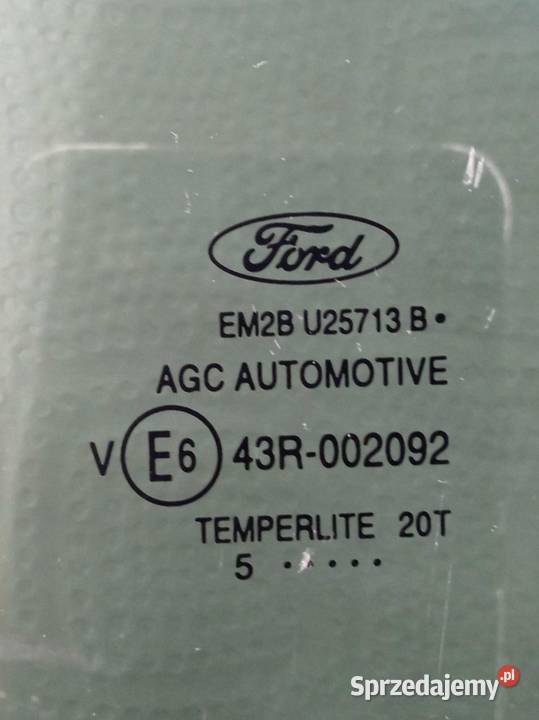 Ford
EM2B U25713 B •
AGC AUTOMOTIVE
V E6 43R-002092
TEMPERLITE 20T
5 • • • • •
Sprzedajemy.pl